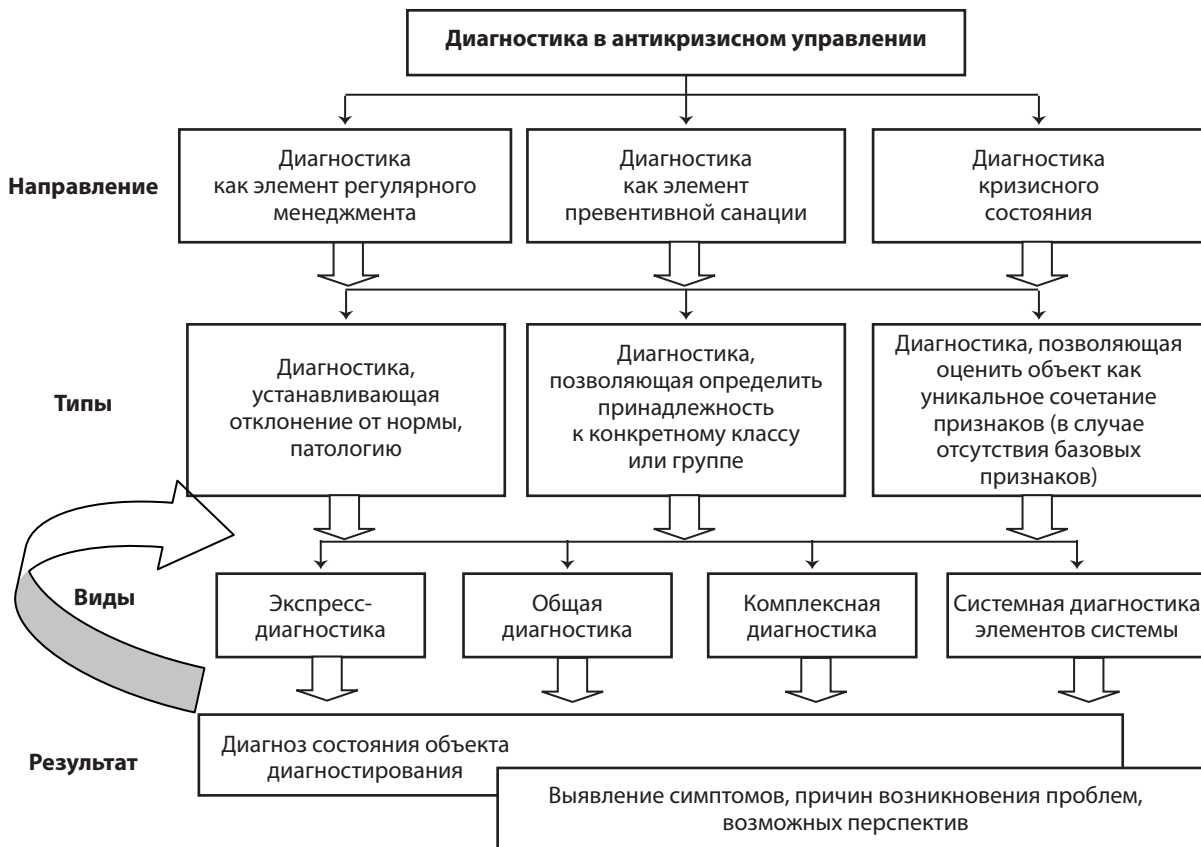 Диагностика в антикризисном управлении
Направление
Диагностика
как элемент регулярного
менеджмента
Диагностика
как элемент
превентивной санации
Диагностика
кризисного
состояния
Типы
Диагностика,
устанавливающая
отклонение от нормы,
патологию
Диагностика,
позволяющая определить
принадлежность
к конкретному классу
или группе
Диагностика, позволяющая
оценить объект как
уникальное сочетание
признаков (в случае
отсутствия базовых
признаков)
Виды
Экспресс-
диагностика
Общая
диагностика
Комплексная
диагностика
Системная диагностика
элементов системы
Результат
Диагноз состояния объекта
диагностирования
Выявление симптомов, причин возникновения проблем,
возможных перспектив